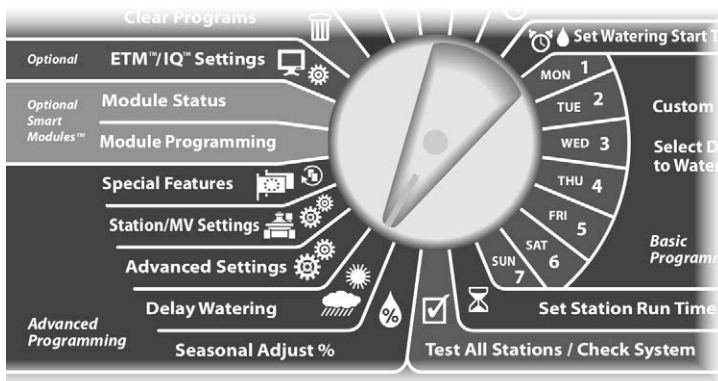 Clear Programs
Optional
ETM™/IQ™ Settings
Optional
Smart
Modules™
Module Status
Module Programming
Special Features
Station/MV Settings
Advanced Settings
Delay Watering
Advanced
Programming
Seasonal Adjust %
%
Test All Stations / Check System
Set Station Run Time
Set Watering Start T
MON 1
TUE 2
WED 3
THU 4
FRI 5
SAT 6
SUN 7
Custom
Select D
to Water
Basic
Programm